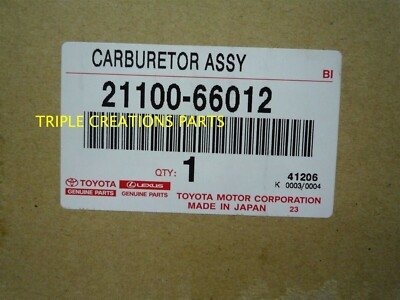 CARBURETOR ASSY
BI
21100-66012
TRIPLE CREATIONS PARTS
QTY: 1
41206
K 0003/0004
TOYOTA LEXUS
GENUINE PARTS GENUINE PARTS
TOYOTA MOTOR CORPORATION
MADE IN JAPAN 23